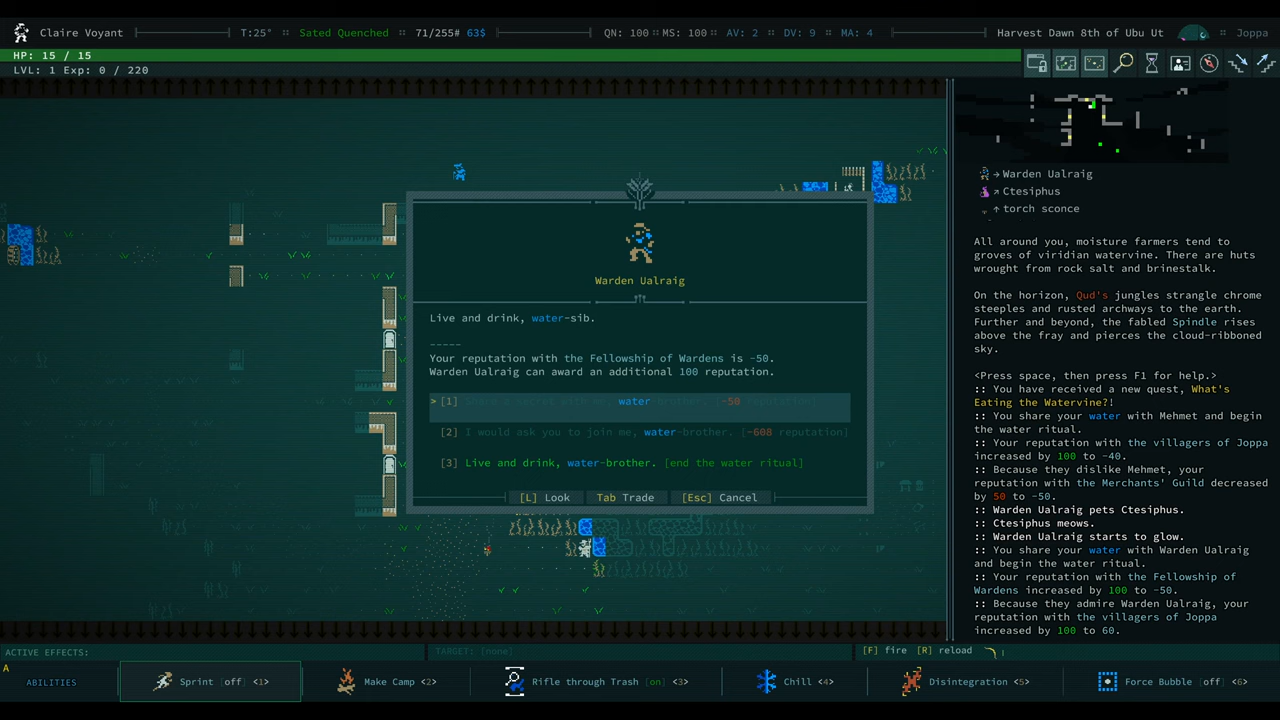 Claire Voyant
T:25° :: Sated Quenched :: 71/255# 63$
QN: 100 :: MS: 100 :: AV: 2 :: DV: 9 :: MA: 4
Harvest Dawn 8th of Ubu Ut :: Joppa
HP: 15 / 15
LVL: 1 Exp: 0 / 220
Warden Ualraig
Ctesiphus
torch sconce
All around you, moisture farmers tend to
groves of viridian watervine. There are huts
wrought from rock salt and brinestalk.
On the horizon, Qud's jungles strangle chrome
steeples and rusted archways to the earth.
Further and beyond, the fabled Spindle rises
above the fray and pierces the cloud-ribboned
sky.
<Press space, then press F1 for help.>
:: You have received a new quest, What's
Eating the Watervine?!
:: You share your water with Mehmet and begin
the water ritual.
:: Your reputation with the villagers of Joppa
increased by 100 to -40.
:: Because they dislike Mehmet, your
reputation with the Merchants' Guild decreased
by 50 to -50.
:: Warden Ualraig pets Ctesiphus.
:: Ctesiphus meows.
:: Warden Ualraig starts to glow.
:: You share your water with Warden Ualraig
and begin the water ritual.
:: Your reputation with the Fellowship of
Wardens increased by 100 to -50.
:: Because they admire Warden Ualraig, your
reputation with the villagers of Joppa
increased by 100 to 60.
Warden Ualraig
Live and drink, water-sib.
-----
Your reputation with the Fellowship of Wardens is -50.
Warden Ualraig can award an additional 100 reputation.
> [1] water-brother. [-50 reputation]
[2] I would ask you to join me, water-brother. [-608 reputation]
[3] Live and drink, water-brother. [end the water ritual]
[L] Look Tab Trade [Esc] Cancel
ACTIVE EFFECTS:
TARGET: [none]
[F] fire [R] reload
A
ABILITIES
Sprint [off] <1>
Make Camp <2>
Rifle through Trash [on] <3>
Chill <4>
Disintegration <5>
Force Bubble [off] <6>